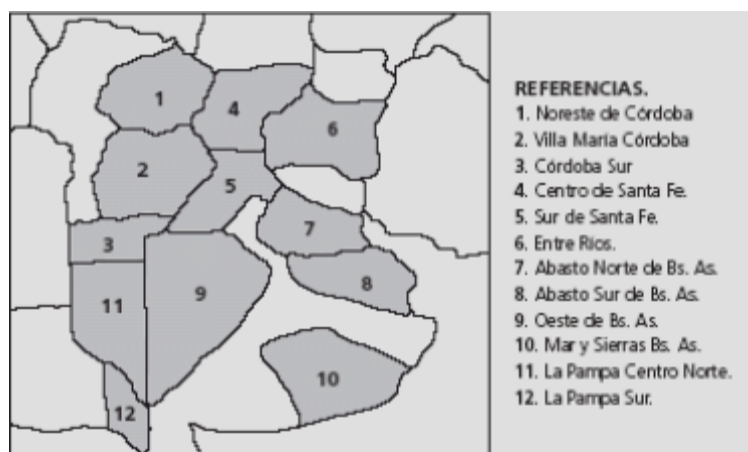 1
4
6
2
5
7
3
8
9
11
10
12
REFERENCIAS.
1. Noreste de Córdoba
2. Villa María Córdoba
3. Córdoba Sur
4. Centro de Santa Fe.
5. Sur de Santa Fe.
6. Entre Ríos.
7. Abasto Norte de Bs. As.
8. Abasto Sur de Bs. As.
9. Oeste de Bs. As.
10. Mar y Sierras Bs. As.
11. La Pampa Centro Norte.
12. La Pampa Sur.